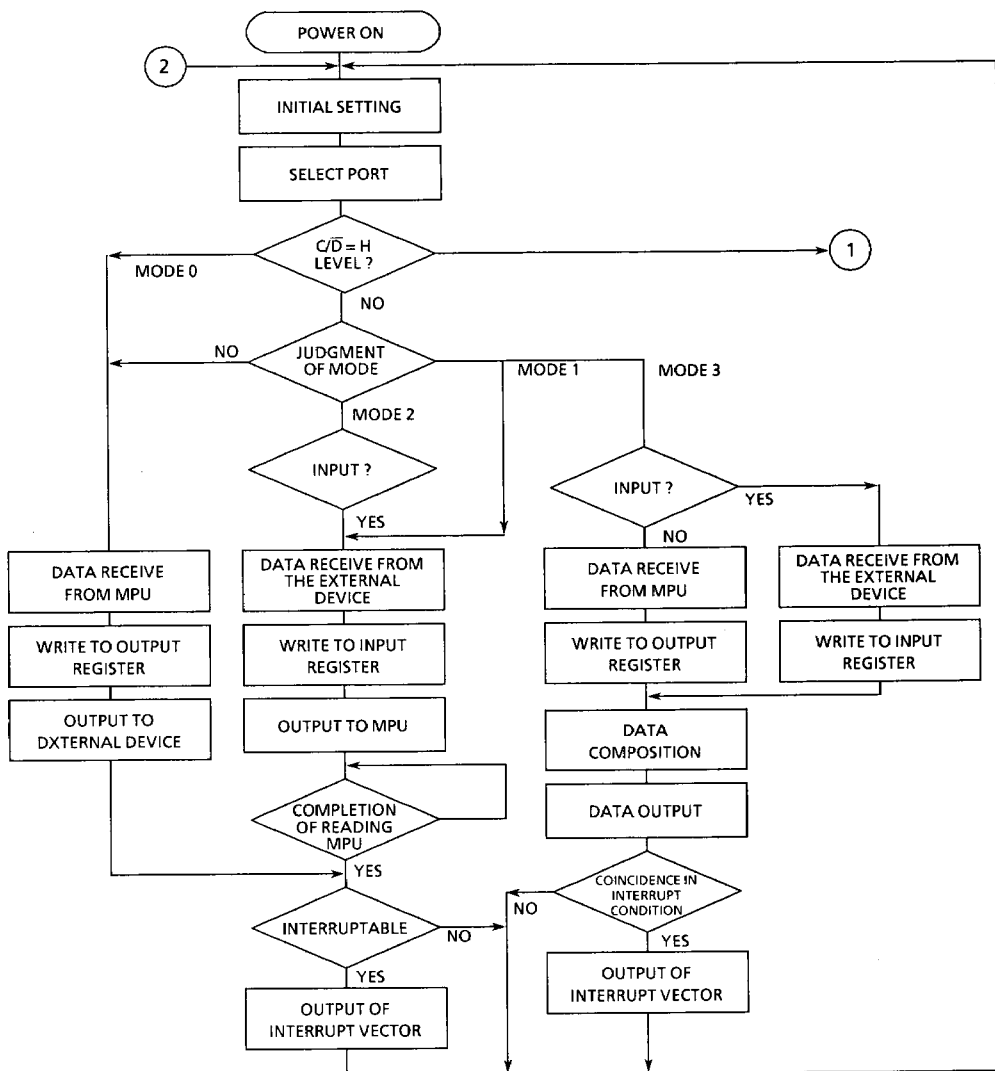 POWER ON
2
INITIAL SETTING
SELECT PORT
C/D̅ = H
LEVEL ?
1
MODE 0
NO
NO
JUDGMENT
OF MODE
MODE 1
MODE 3
MODE 2
INPUT ?
INPUT ?
YES
YES
NO
DATA RECEIVE
FROM MPU
DATA RECEIVE FROM
THE EXTERNAL
DEVICE
DATA RECEIVE
FROM MPU
DATA RECEIVE FROM
THE EXTERNAL
DEVICE
WRITE TO OUTPUT
REGISTER
WRITE TO INPUT
REGISTER
WRITE TO OUTPUT
REGISTER
WRITE TO INPUT
REGISTER
OUTPUT TO
DXTERNAL DEVICE
OUTPUT TO MPU
DATA
COMPOSITION
COMPLETION
OF READING
MPU
DATA OUTPUT
YES
COINCIDENCE IN
INTERRUPT
CONDITION
NO
INTERRUPTABLE
NO
YES
YES
OUTPUT OF
INTERRUPT VECTOR
OUTPUT OF
INTERRUPT VECTOR